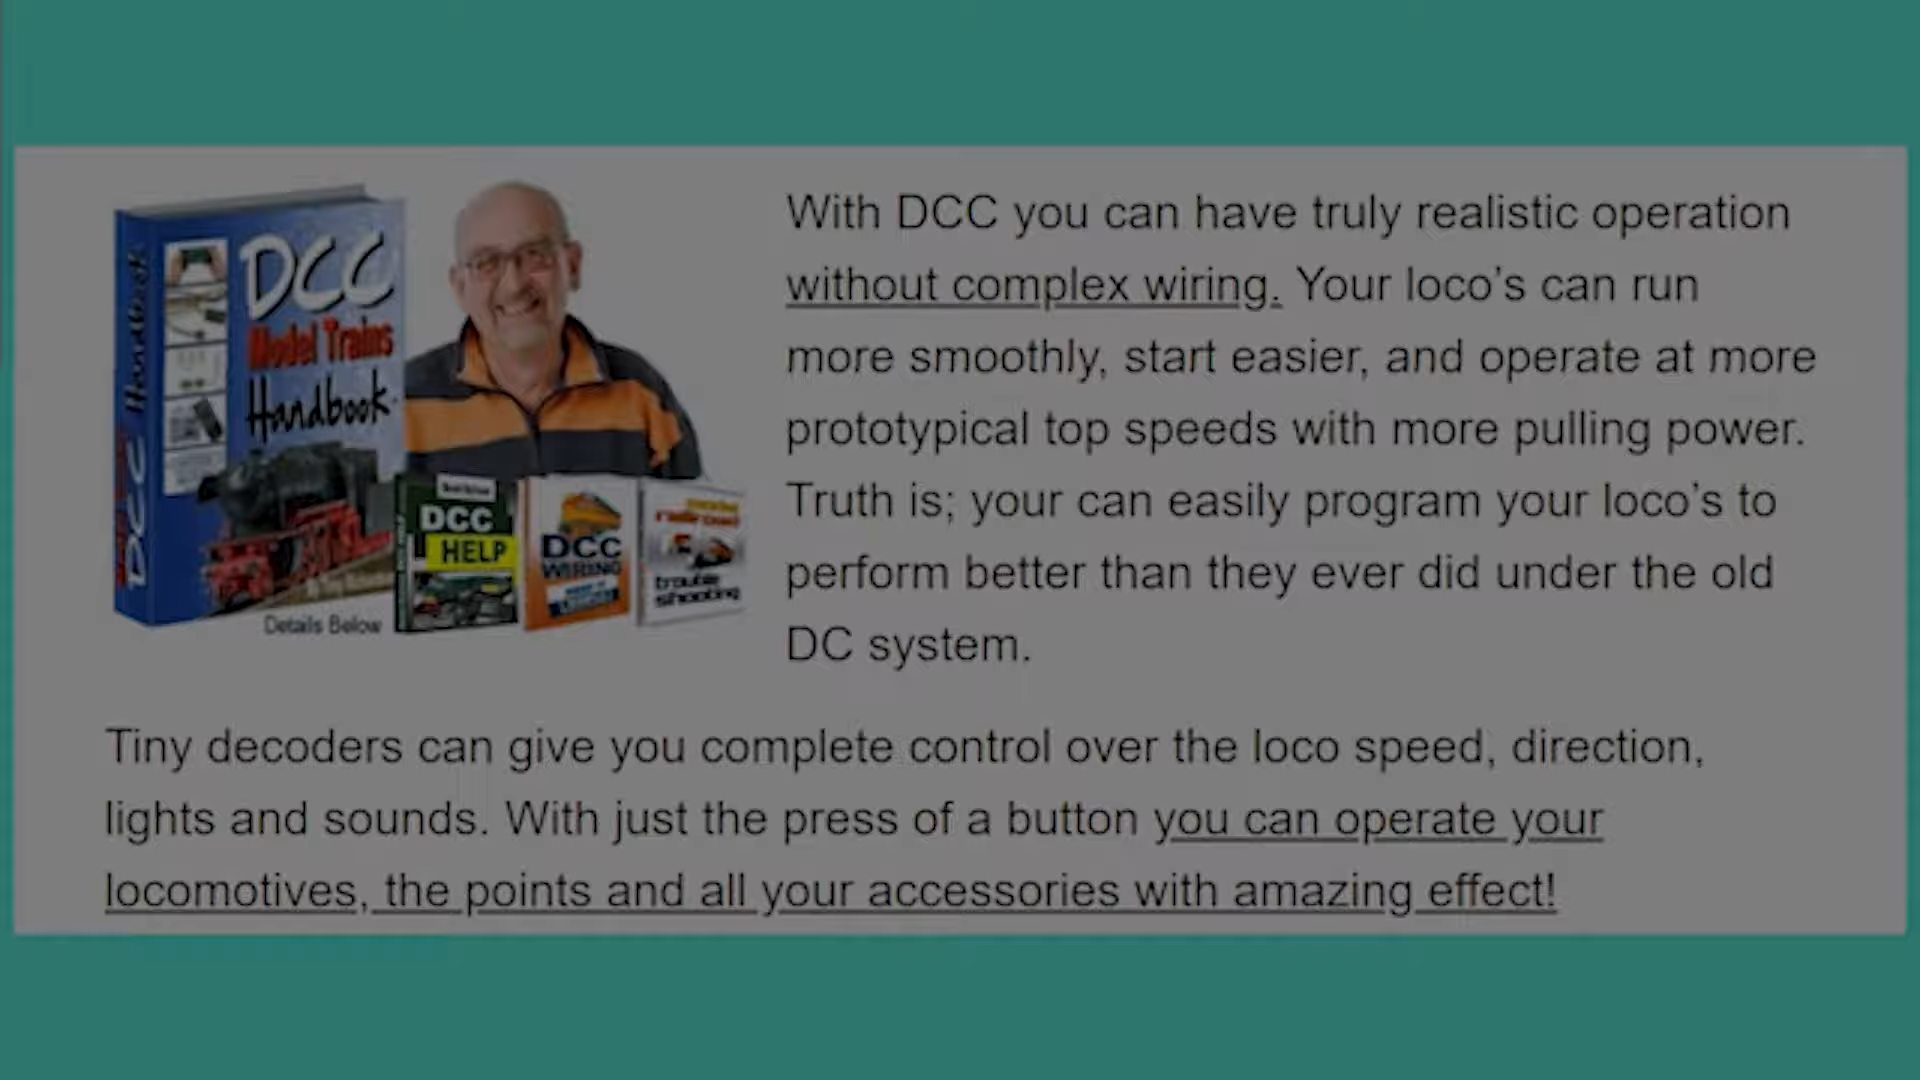 DCC
Model Trains
Handbook
DCC Handbook
DCC
HELP
DCC
WIRING
trouble
shooting
Details Below
With DCC you can have truly realistic operation
without complex wiring. Your loco’s can run
more smoothly, start easier, and operate at more
prototypical top speeds with more pulling power.
Truth is; your can easily program your loco’s to
perform better than they ever did under the old
DC system.
Tiny decoders can give you complete control over the loco speed, direction,
lights and sounds. With just the press of a button you can operate your
locomotives, the points and all your accessories with amazing effect!